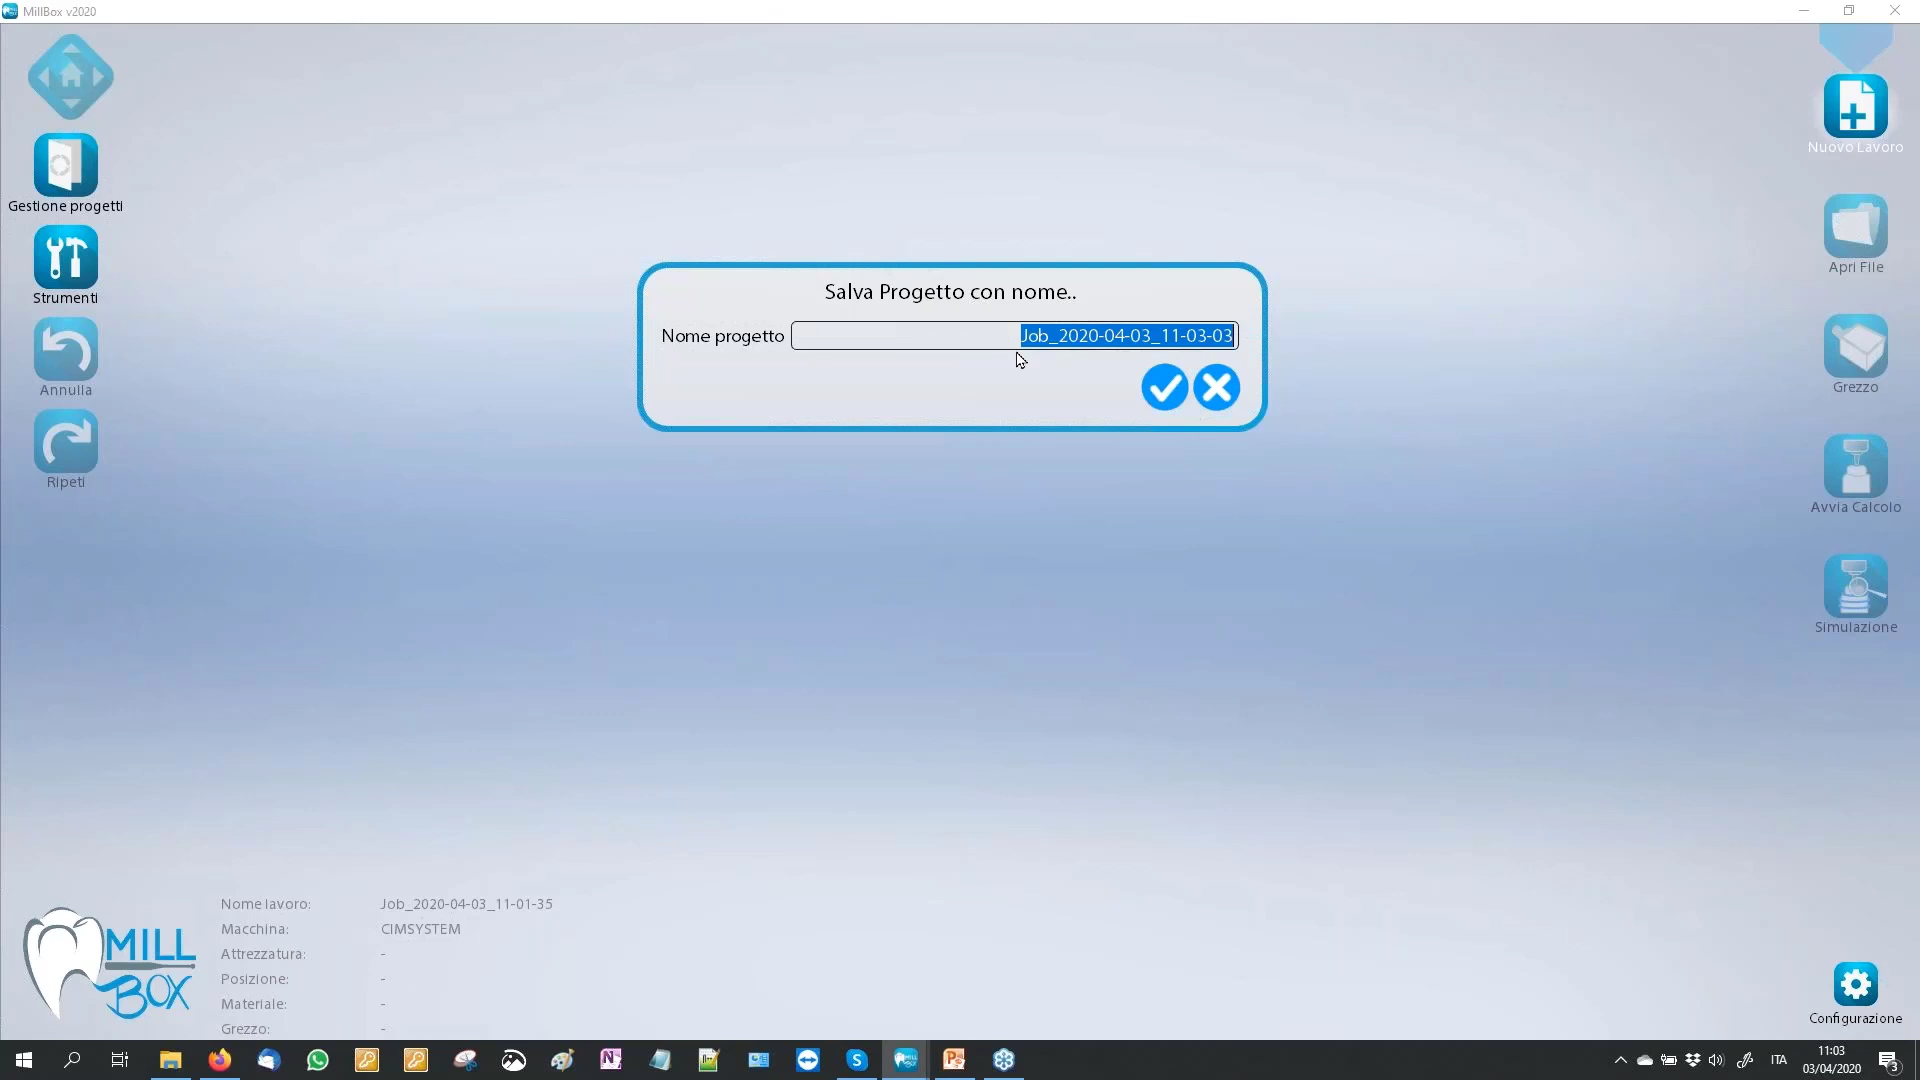 MillBox v2020
Gestione progetti
Strumenti
Annulla
Ripeti
Nuovo Lavoro
Apri File
Grezzo
Avvia Calcolo
Simulazione
Configurazione
Salva Progetto con nome..
Nome progetto Job_2020-04-03_11-03-03
MILL
BOX
Nome lavoro: Job_2020-04-03_11-01-35
Macchina: CIMSYSTEM
Attrezzatura: -
Posizione: -
Materiale: -
Grezzo: -
ITA
11:03
03/04/2020
3